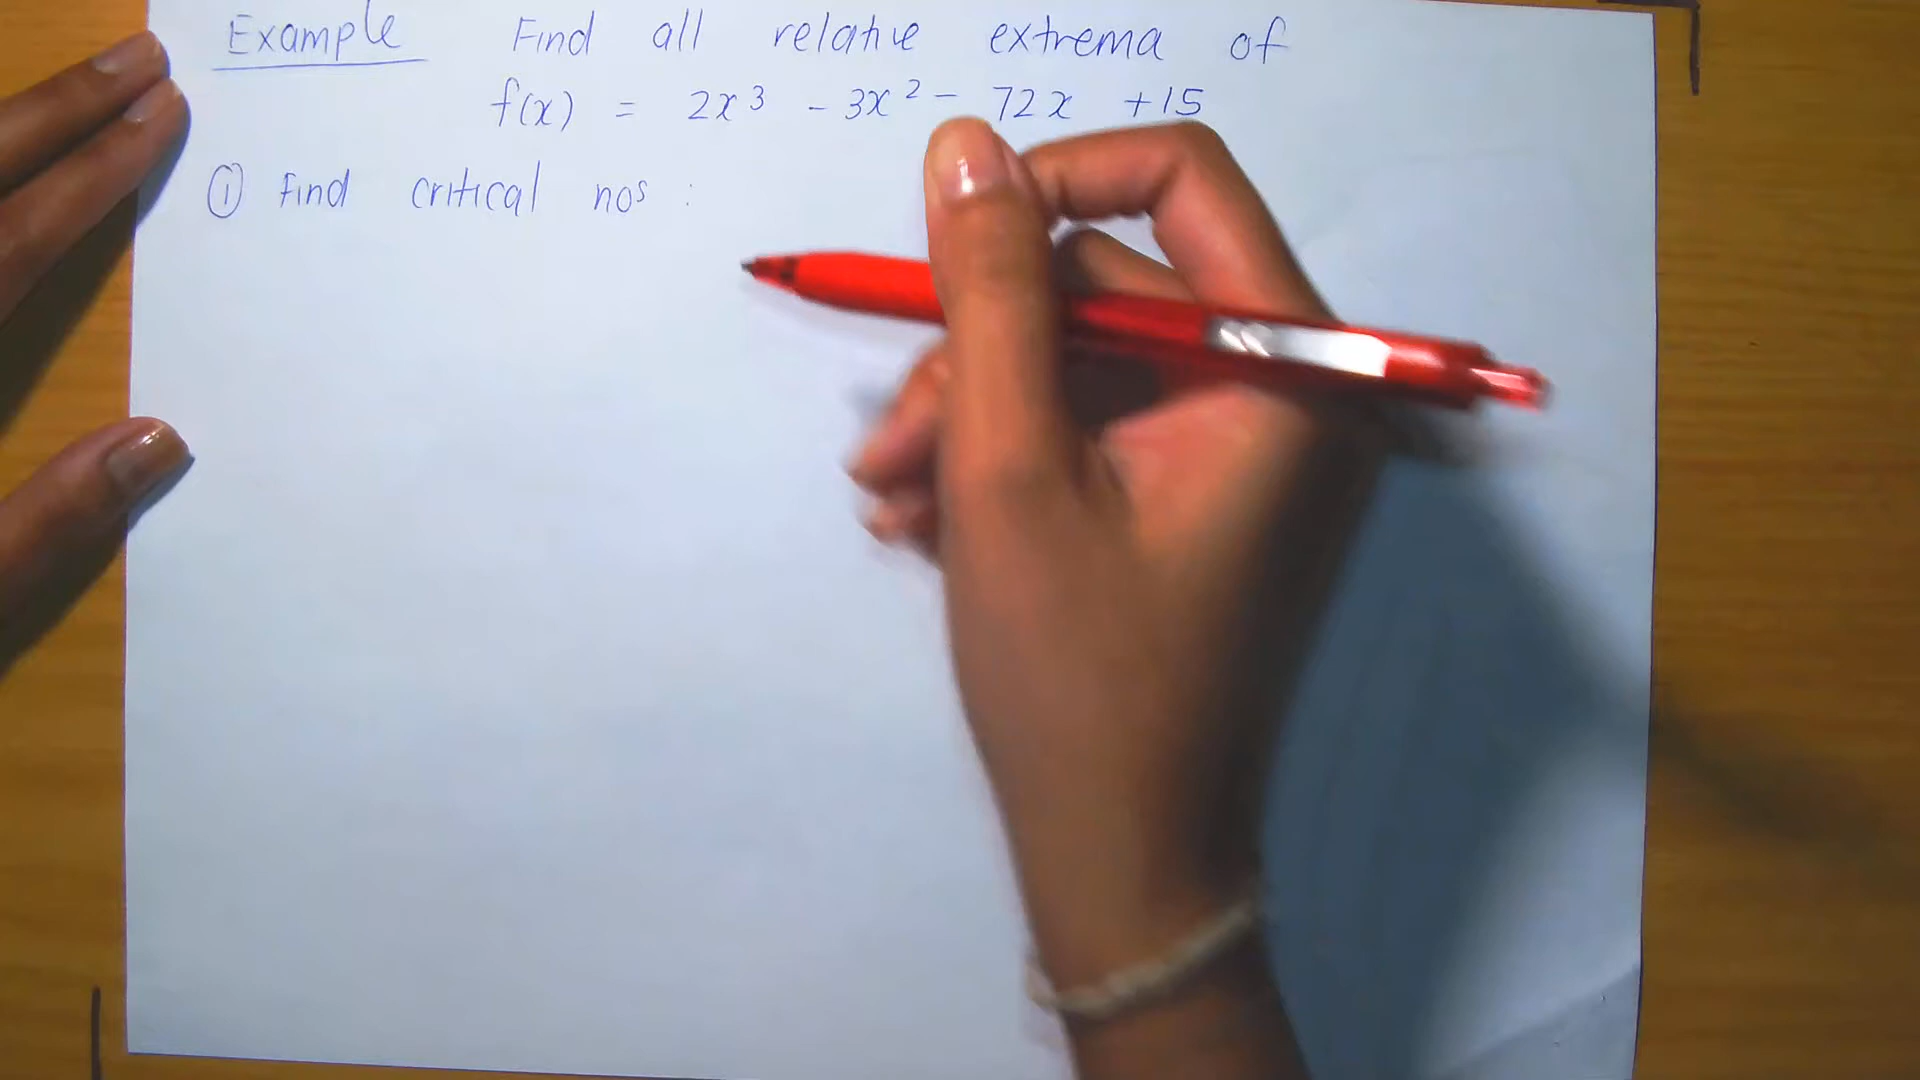 Example Find all relative extrema of
f(x) = 2x³ - 3x² - 72x + 15
① Find critical nos :